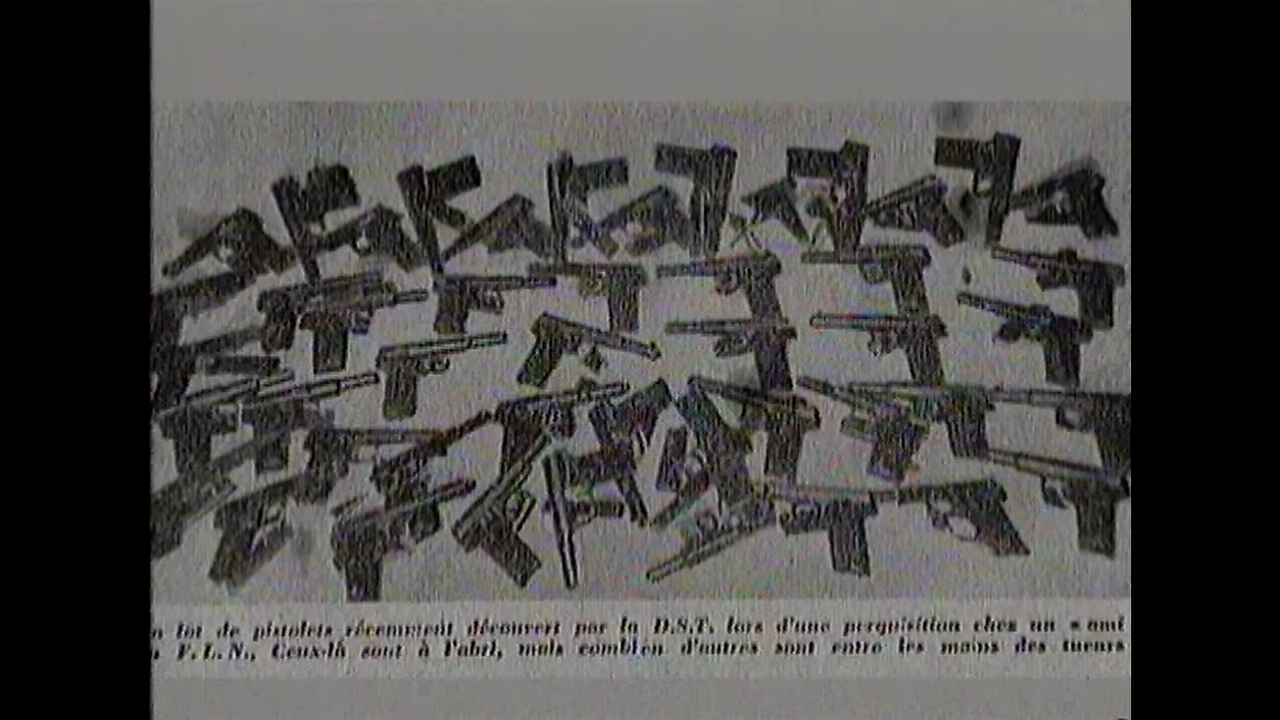 n lot de pistolets récemment découvert par la D.S.T. lors d'une perquisition chez un « ami
F.L.N., Ceux-là sont à l'abri, mais combien d'autres sont entre les mains des tueurs